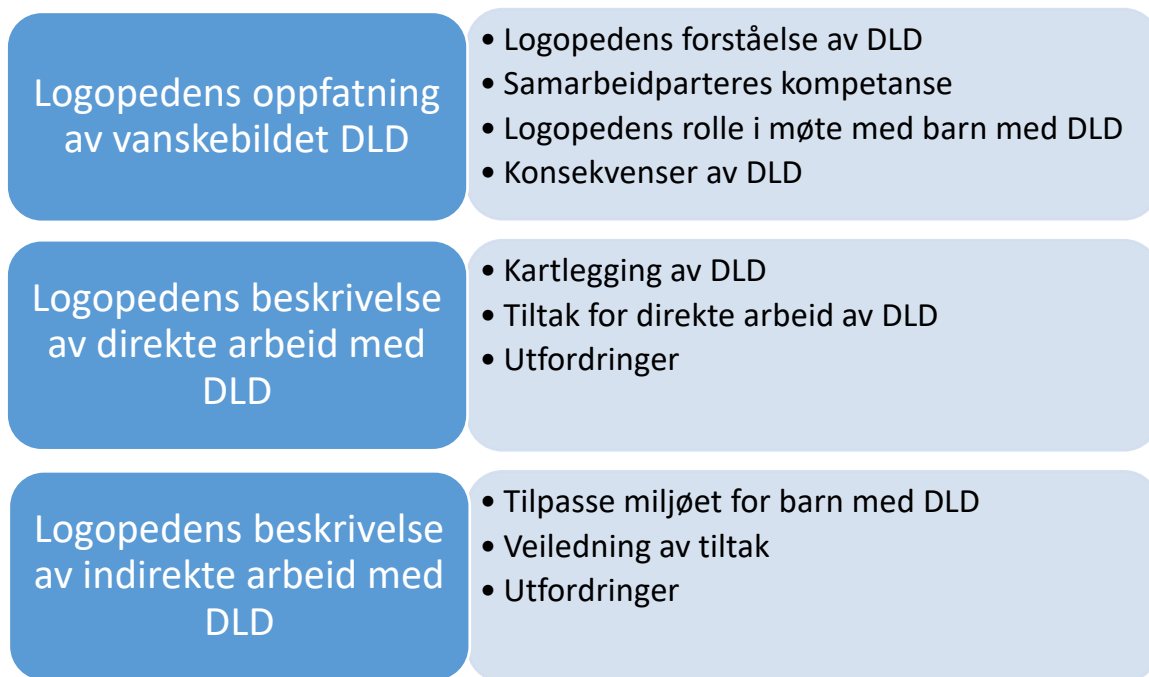 Logopedens oppfatning
av vanskebildet DLD
• Logopedens forståelse av DLD
• Samarbeidparteres kompetanse
• Logopedens rolle i møte med barn med DLD
• Konsekvenser av DLD
Logopedens beskrivelse
av direkte arbeid med
DLD
• Kartlegging av DLD
• Tiltak for direkte arbeid av DLD
• Utfordringer
Logopedens beskrivelse
av indirekte arbeid med
DLD
• Tilpasse miljøet for barn med DLD
• Veiledning av tiltak
• Utfordringer